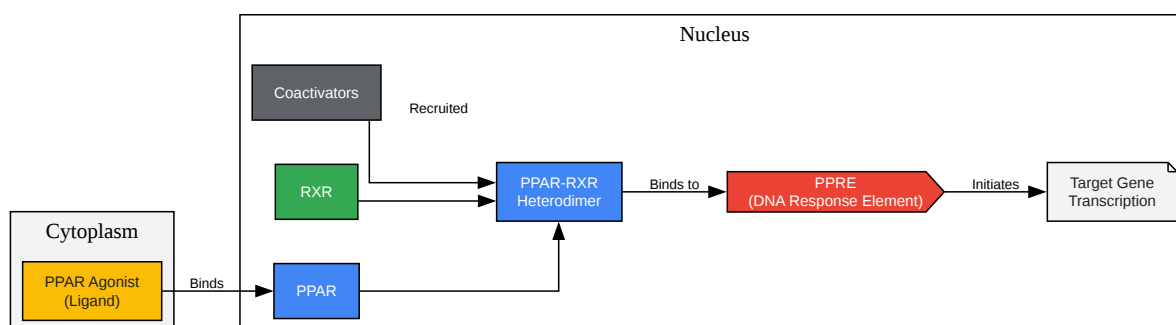 Nucleus
Coactivators
Recruited
RXR
PPAR-RXR
Heterodimer
Binds to
PPRE
(DNA Response Element)
Initiates
Target Gene
Transcription
Cytoplasm
PPAR Agonist
(Ligand)
Binds
PPAR